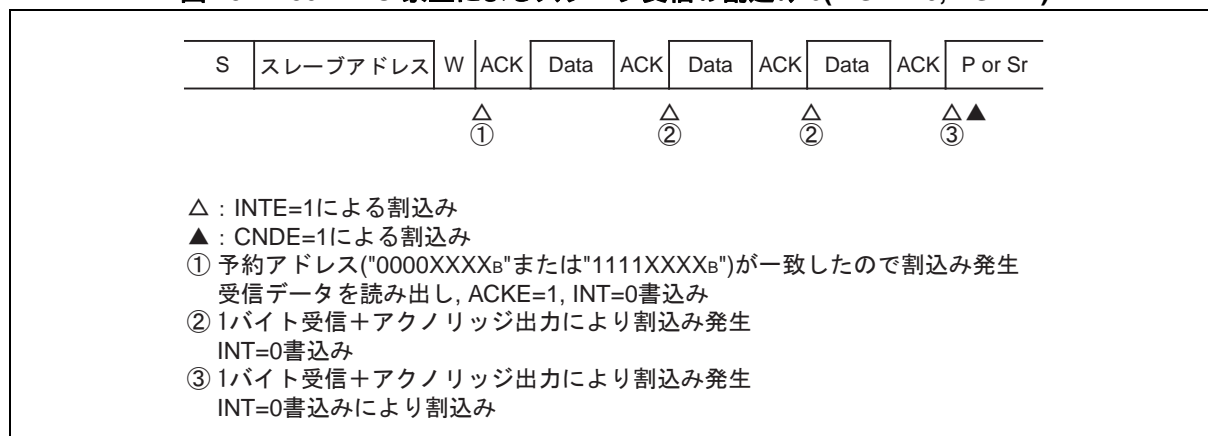 S スレーブアドレス W ACK Data ACK Data ACK Data ACK P or Sr
△ △ △ △▲
① ② ② ③
△：INTE=1による割込み
▲：CNDE=1による割込み
① 予約アドレス("0000XXXXB"または"1111XXXXB")が一致したので割込み発生
受信データを読み出し, ACKE=1, INT=0書込み
② 1バイト受信＋アクノリッジ出力により割込み発生
INT=0書込み
③ 1バイト受信＋アクノリッジ出力により割込み発生
INT=0書込みにより割込み